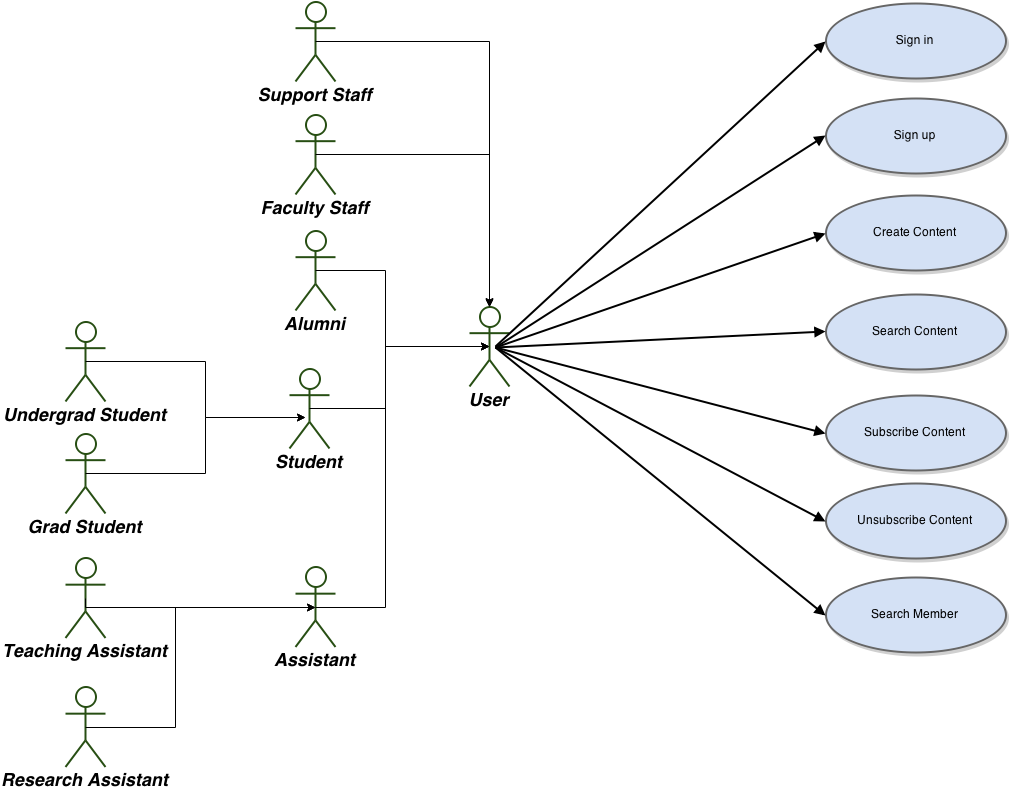 Support Staff
Faculty Staff
Alumni
Undergrad Student
Student
Grad Student
Teaching Assistant
Assistant
Research Assistant
User
Sign in
Sign up
Create Content
Search Content
Subscribe Content
Unsubscribe Content
Search Member